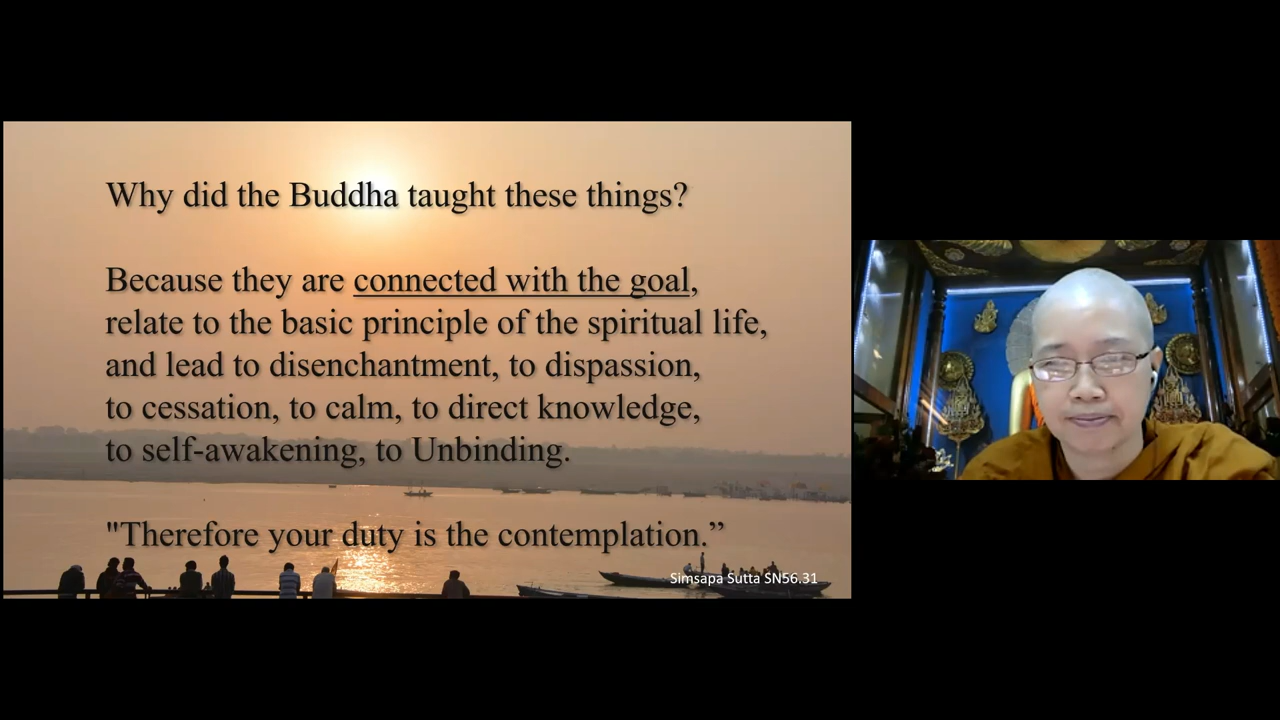 Why did the Buddha taught these things?
Because they are connected with the goal,
relate to the basic principle of the spiritual life,
and lead to disenchantment, to dispassion,
to cessation, to calm, to direct knowledge,
to self-awakening, to Unbinding.
"Therefore your duty is the contemplation.”
Simsapa Sutta SN56.31